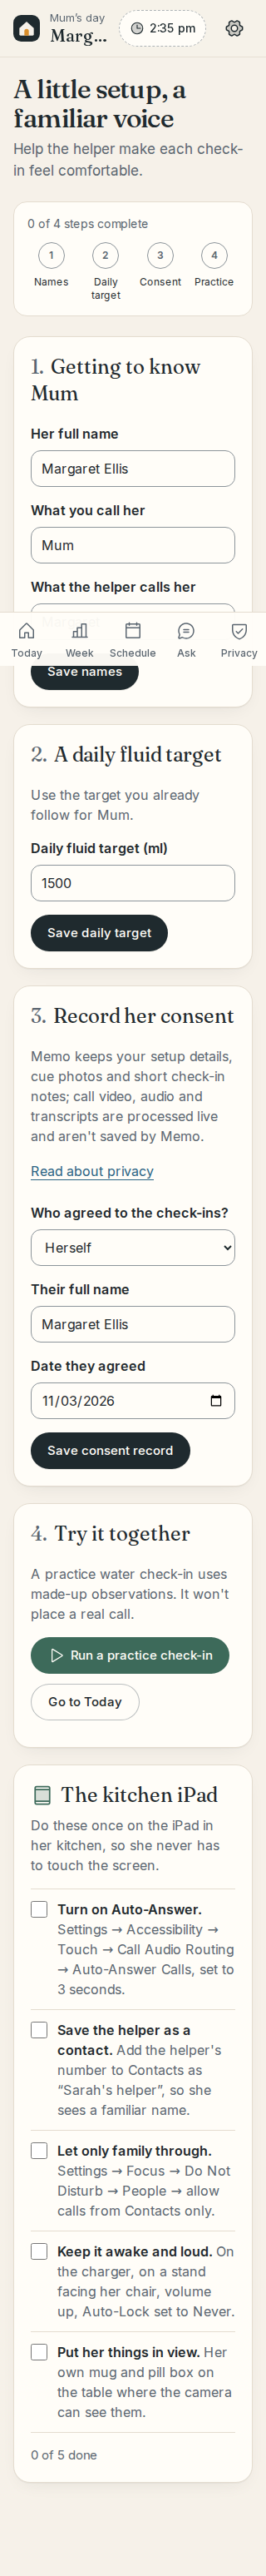 Mum's day
Marg...
2:35 pm
A little setup, a
familiar voice
Help the helper make each check-
in feel comfortable.
0 of 4 steps complete
1
2
3
4
Names
Daily
target
Consent
Practice
1. Getting to know
Mum
Her full name
Margaret Ellis
What you call her
Mum
What the helper calls her
Today
Week
Schedule
Ask
Privacy
Save names
2. A daily fluid target
Use the target you already
follow for Mum.
Daily fluid target (ml)
1500
Save daily target
3. Record her consent
Memo keeps your setup details,
cue photos and short check-in
notes; call video, audio and
transcripts are processed live
and aren't saved by Memo.
Read about privacy
Who agreed to the check-ins?
Herself
Their full name
Margaret Ellis
Date they agreed
11/03/2026
Save consent record
4. Try it together
A practice water check-in uses
made-up observations. It won't
place a real call.
Run a practice check-in
Go to Today
The kitchen iPad
Do these once on the iPad in
her kitchen, so she never has
to touch the screen.
Turn on Auto-Answer.
Settings → Accessibility →
Touch → Call Audio Routing
→ Auto-Answer Calls, set to
3 seconds.
Save the helper as a
contact. Add the helper's
number to Contacts as
“Sarah's helper”, so she
sees a familiar name.
Let only family through.
Settings → Focus → Do Not
Disturb → People → allow
calls from Contacts only.
Keep it awake and loud. On
the charger, on a stand
facing her chair, volume
up, Auto-Lock set to Never.
Put her things in view. Her
own mug and pill box on
the table where the camera
can see them.
0 of 5 done